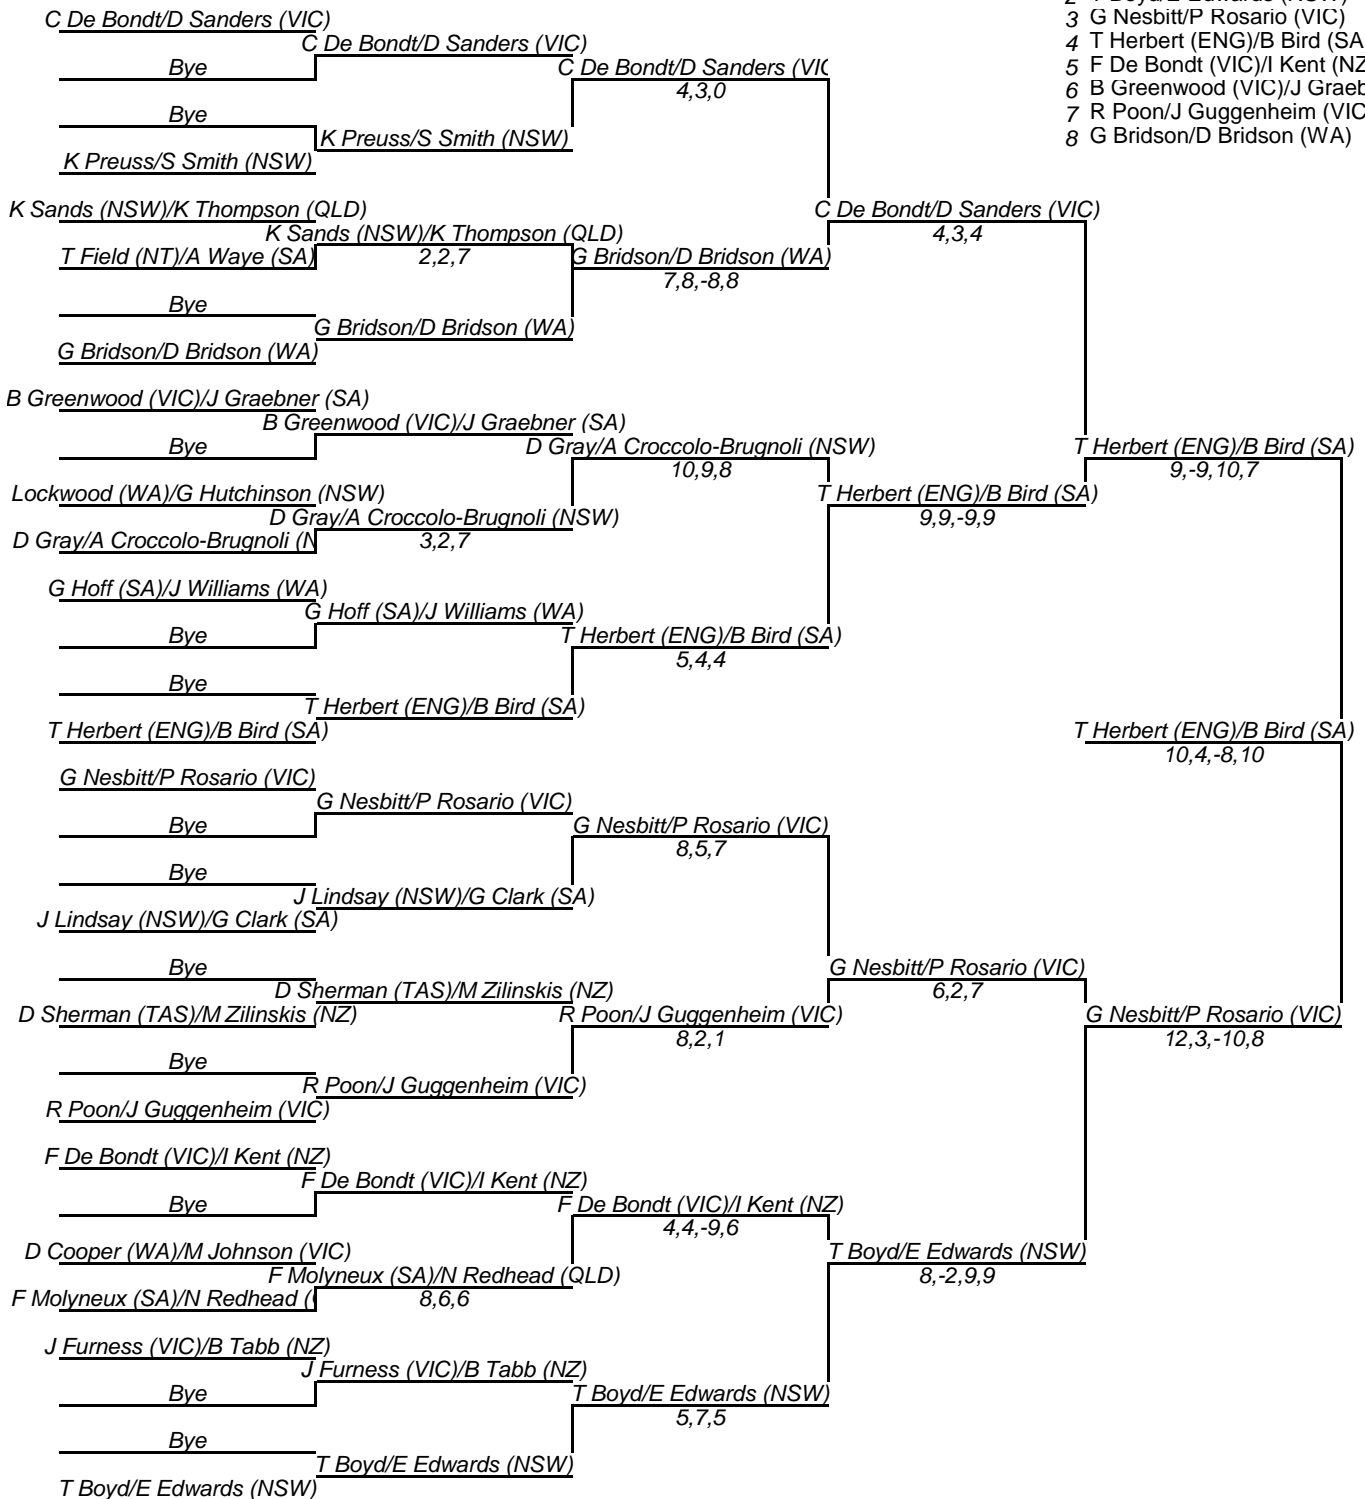 C De Bondt/D Sanders (VIC)
Bye
Bye
K Preuss/S Smith (NSW)
K Sands (NSW)/K Thompson (QLD)
T Field (NT)/A Waye (SA)
Bye
G Bridson/D Bridson (WA)
B Greenwood (VIC)/J Graebner (SA)
Bye
Lockwood (WA)/G Hutchinson (NSW)
D Gray/A Croccolo-Brugnoli (N
G Hoff (SA)/J Williams (WA)
Bye
Bye
T Herbert (ENG)/B Bird (SA)
G Nesbitt/P Rosario (VIC)
Bye
Bye
J Lindsay (NSW)/G Clark (SA)
Bye
D Sherman (TAS)/M Zilinskis (NZ)
Bye
R Poon/J Guggenheim (VIC)
F De Bondt (VIC)/I Kent (NZ)
Bye
D Cooper (WA)/M Johnson (VIC)
F Molyneux (SA)/N Redhead (
J Furness (VIC)/B Tabb (NZ)
Bye
Bye
T Boyd/E Edwards (NSW)
C De Bondt/D Sanders (VIC)
K Preuss/S Smith (NSW)
K Sands (NSW)/K Thompson (QLD)
2,2,7
G Bridson/D Bridson (WA)
B Greenwood (VIC)/J Graebner (SA)
D Gray/A Croccolo-Brugnoli (NSW)
3,2,7
G Hoff (SA)/J Williams (WA)
T Herbert (ENG)/B Bird (SA)
G Nesbitt/P Rosario (VIC)
J Lindsay (NSW)/G Clark (SA)
D Sherman (TAS)/M Zilinskis (NZ)
R Poon/J Guggenheim (VIC)
F De Bondt (VIC)/I Kent (NZ)
F Molyneux (SA)/N Redhead (QLD)
8,6,6
J Furness (VIC)/B Tabb (NZ)
T Boyd/E Edwards (NSW)
C De Bondt/D Sanders (VIC
4,3,0
G Bridson/D Bridson (WA)
7,8,-8,8
D Gray/A Croccolo-Brugnoli (NSW)
10,9,8
T Herbert (ENG)/B Bird (SA)
5,4,4
G Nesbitt/P Rosario (VIC)
8,5,7
R Poon/J Guggenheim (VIC)
8,2,1
F De Bondt (VIC)/I Kent (NZ)
4,4,-9,6
T Boyd/E Edwards (NSW)
5,7,5
C De Bondt/D Sanders (VIC)
4,3,4
T Herbert (ENG)/B Bird (SA)
9,9,-9,9
G Nesbitt/P Rosario (VIC)
6,2,7
T Boyd/E Edwards (NSW)
8,-2,9,9
T Herbert (ENG)/B Bird (SA)
9,-9,10,7
G Nesbitt/P Rosario (VIC)
12,3,-10,8
T Herbert (ENG)/B Bird (SA)
10,4,-8,10
2 T Boyd/E Edwards (NSW)
3 G Nesbitt/P Rosario (VIC)
4 T Herbert (ENG)/B Bird (SA
5 F De Bondt (VIC)/I Kent (NZ
6 B Greenwood (VIC)/J Graeb
7 R Poon/J Guggenheim (VIC
8 G Bridson/D Bridson (WA)